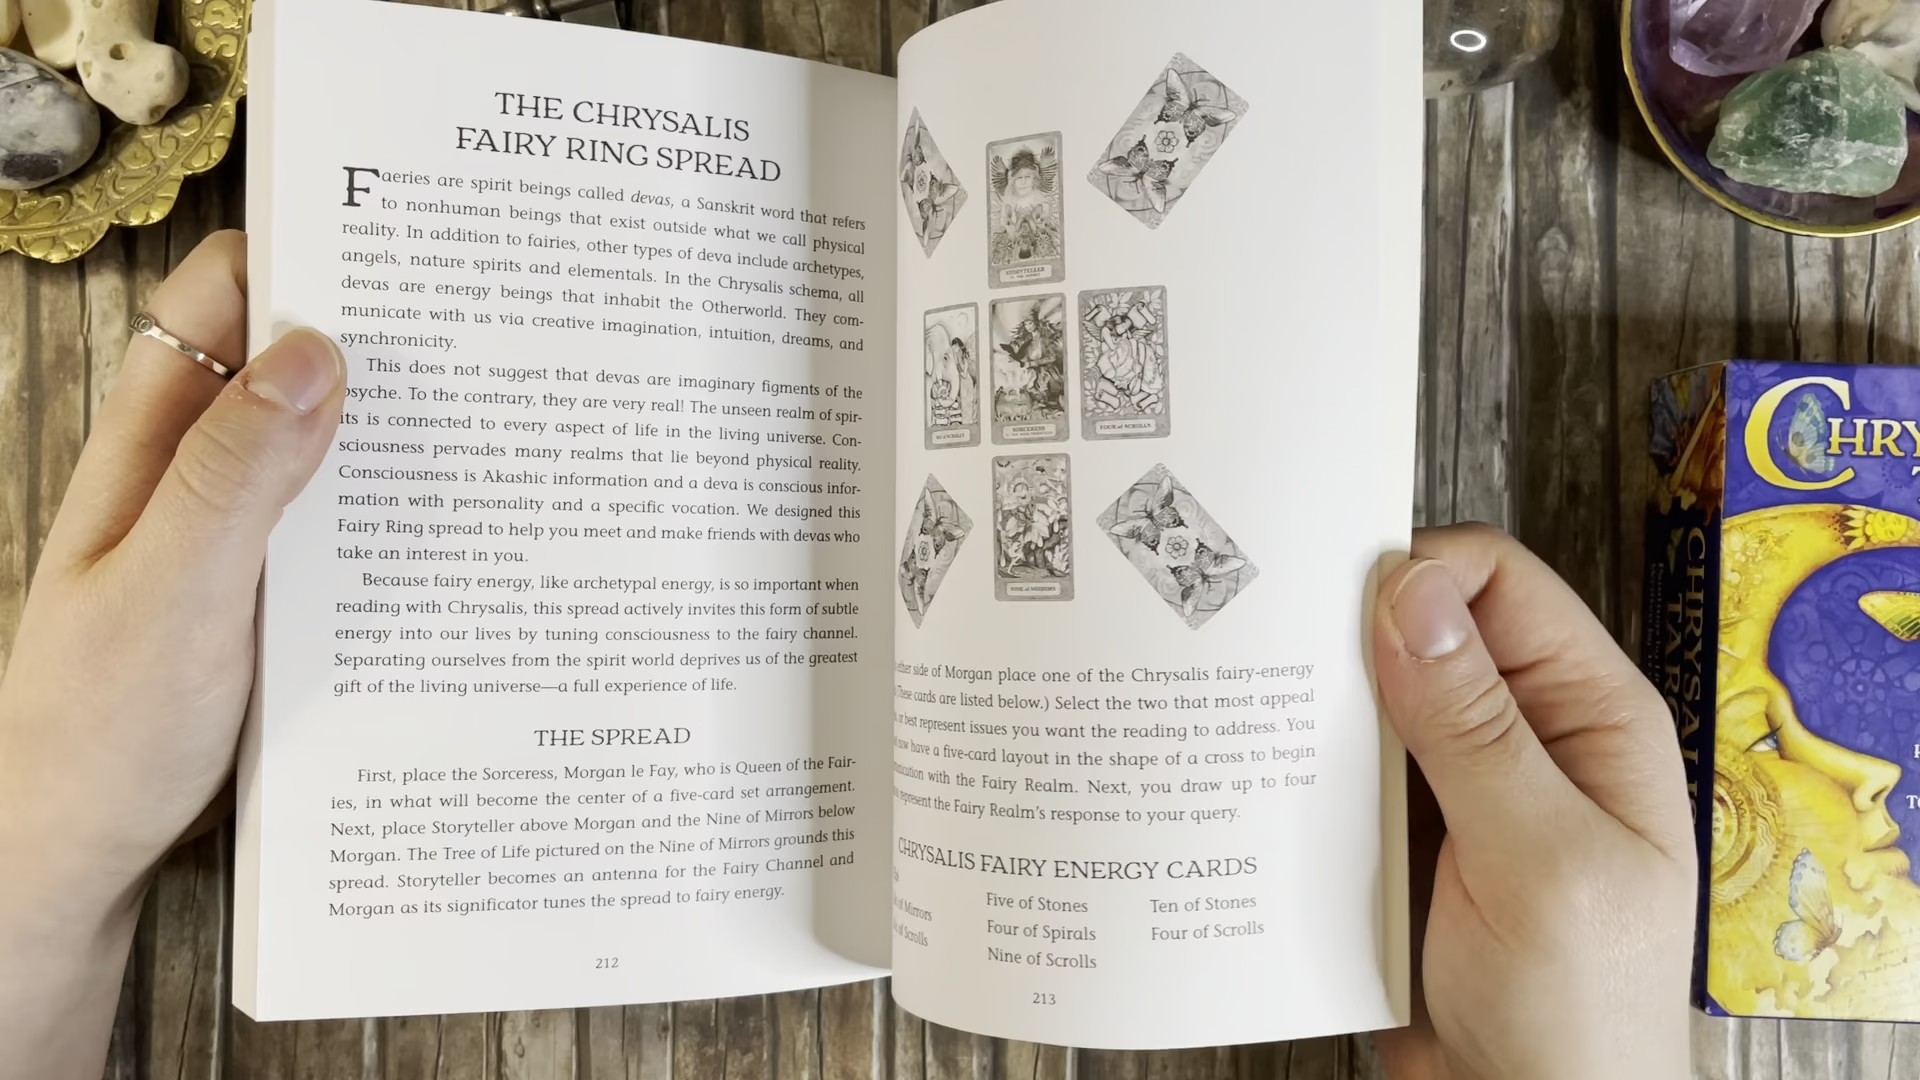 THE CHRYSALIS
FAIRY RING SPREAD
Faeries are spirit beings called devas, a Sanskrit word that refers
to nonhuman beings that exist outside what we call physical
reality. In addition to fairies, other types of deva include archetypes,
angels, nature spirits and elementals. In the Chrysalis schema, all
devas are energy beings that inhabit the Otherworld. They com-
municate with us via creative imagination, intuition, dreams, and
synchronicity.
This does not suggest that devas are imaginary figments of the
psyche. To the contrary, they are very real! The unseen realm of spir-
its is connected to every aspect of life in the living universe. Con-
sciousness pervades many realms that lie beyond physical reality.
Consciousness is Akashic information and a deva is conscious infor-
mation with personality and a specific vocation. We designed this
Fairy Ring spread to help you meet and make friends with devas who
take an interest in you.
Because fairy energy, like archetypal energy, is so important when
reading with Chrysalis, this spread actively invites this form of subtle
energy into our lives by tuning consciousness to the fairy channel.
Separating ourselves from the spirit world deprives us of the greatest
gift of the living universe—a full experience of life.
THE SPREAD
First, place the Sorceress, Morgan le Fay, who is Queen of the Fair-
ies, in what will become the center of a five-card set arrangement.
Next, place Storyteller above Morgan and the Nine of Mirrors below
Morgan. The Tree of Life pictured on the Nine of Mirrors grounds this
spread. Storyteller becomes an antenna for the Fairy Channel and
Morgan as its significator tunes the spread to fairy energy.
212
STORYTELLER
SORCERESS
FOUR of SCROLLS
NINE of MIRRORS
side of Morgan place one of the Chrysalis fairy-energy
These cards are listed below.) Select the two that most appeal
or best represent issues you want the reading to address. You
now have a five-card layout in the shape of a cross to begin
with the Fairy Realm. Next, you draw up to four
represent the Fairy Realm's response to your query.
CHRYSALIS FAIRY ENERGY CARDS
Five of Stones
Ten of Stones
of Mirrors
Four of Spirals
Four of Scrolls
of Scrolls
Nine of Scrolls
213
CHRY
CHRYSALIS
TAROT